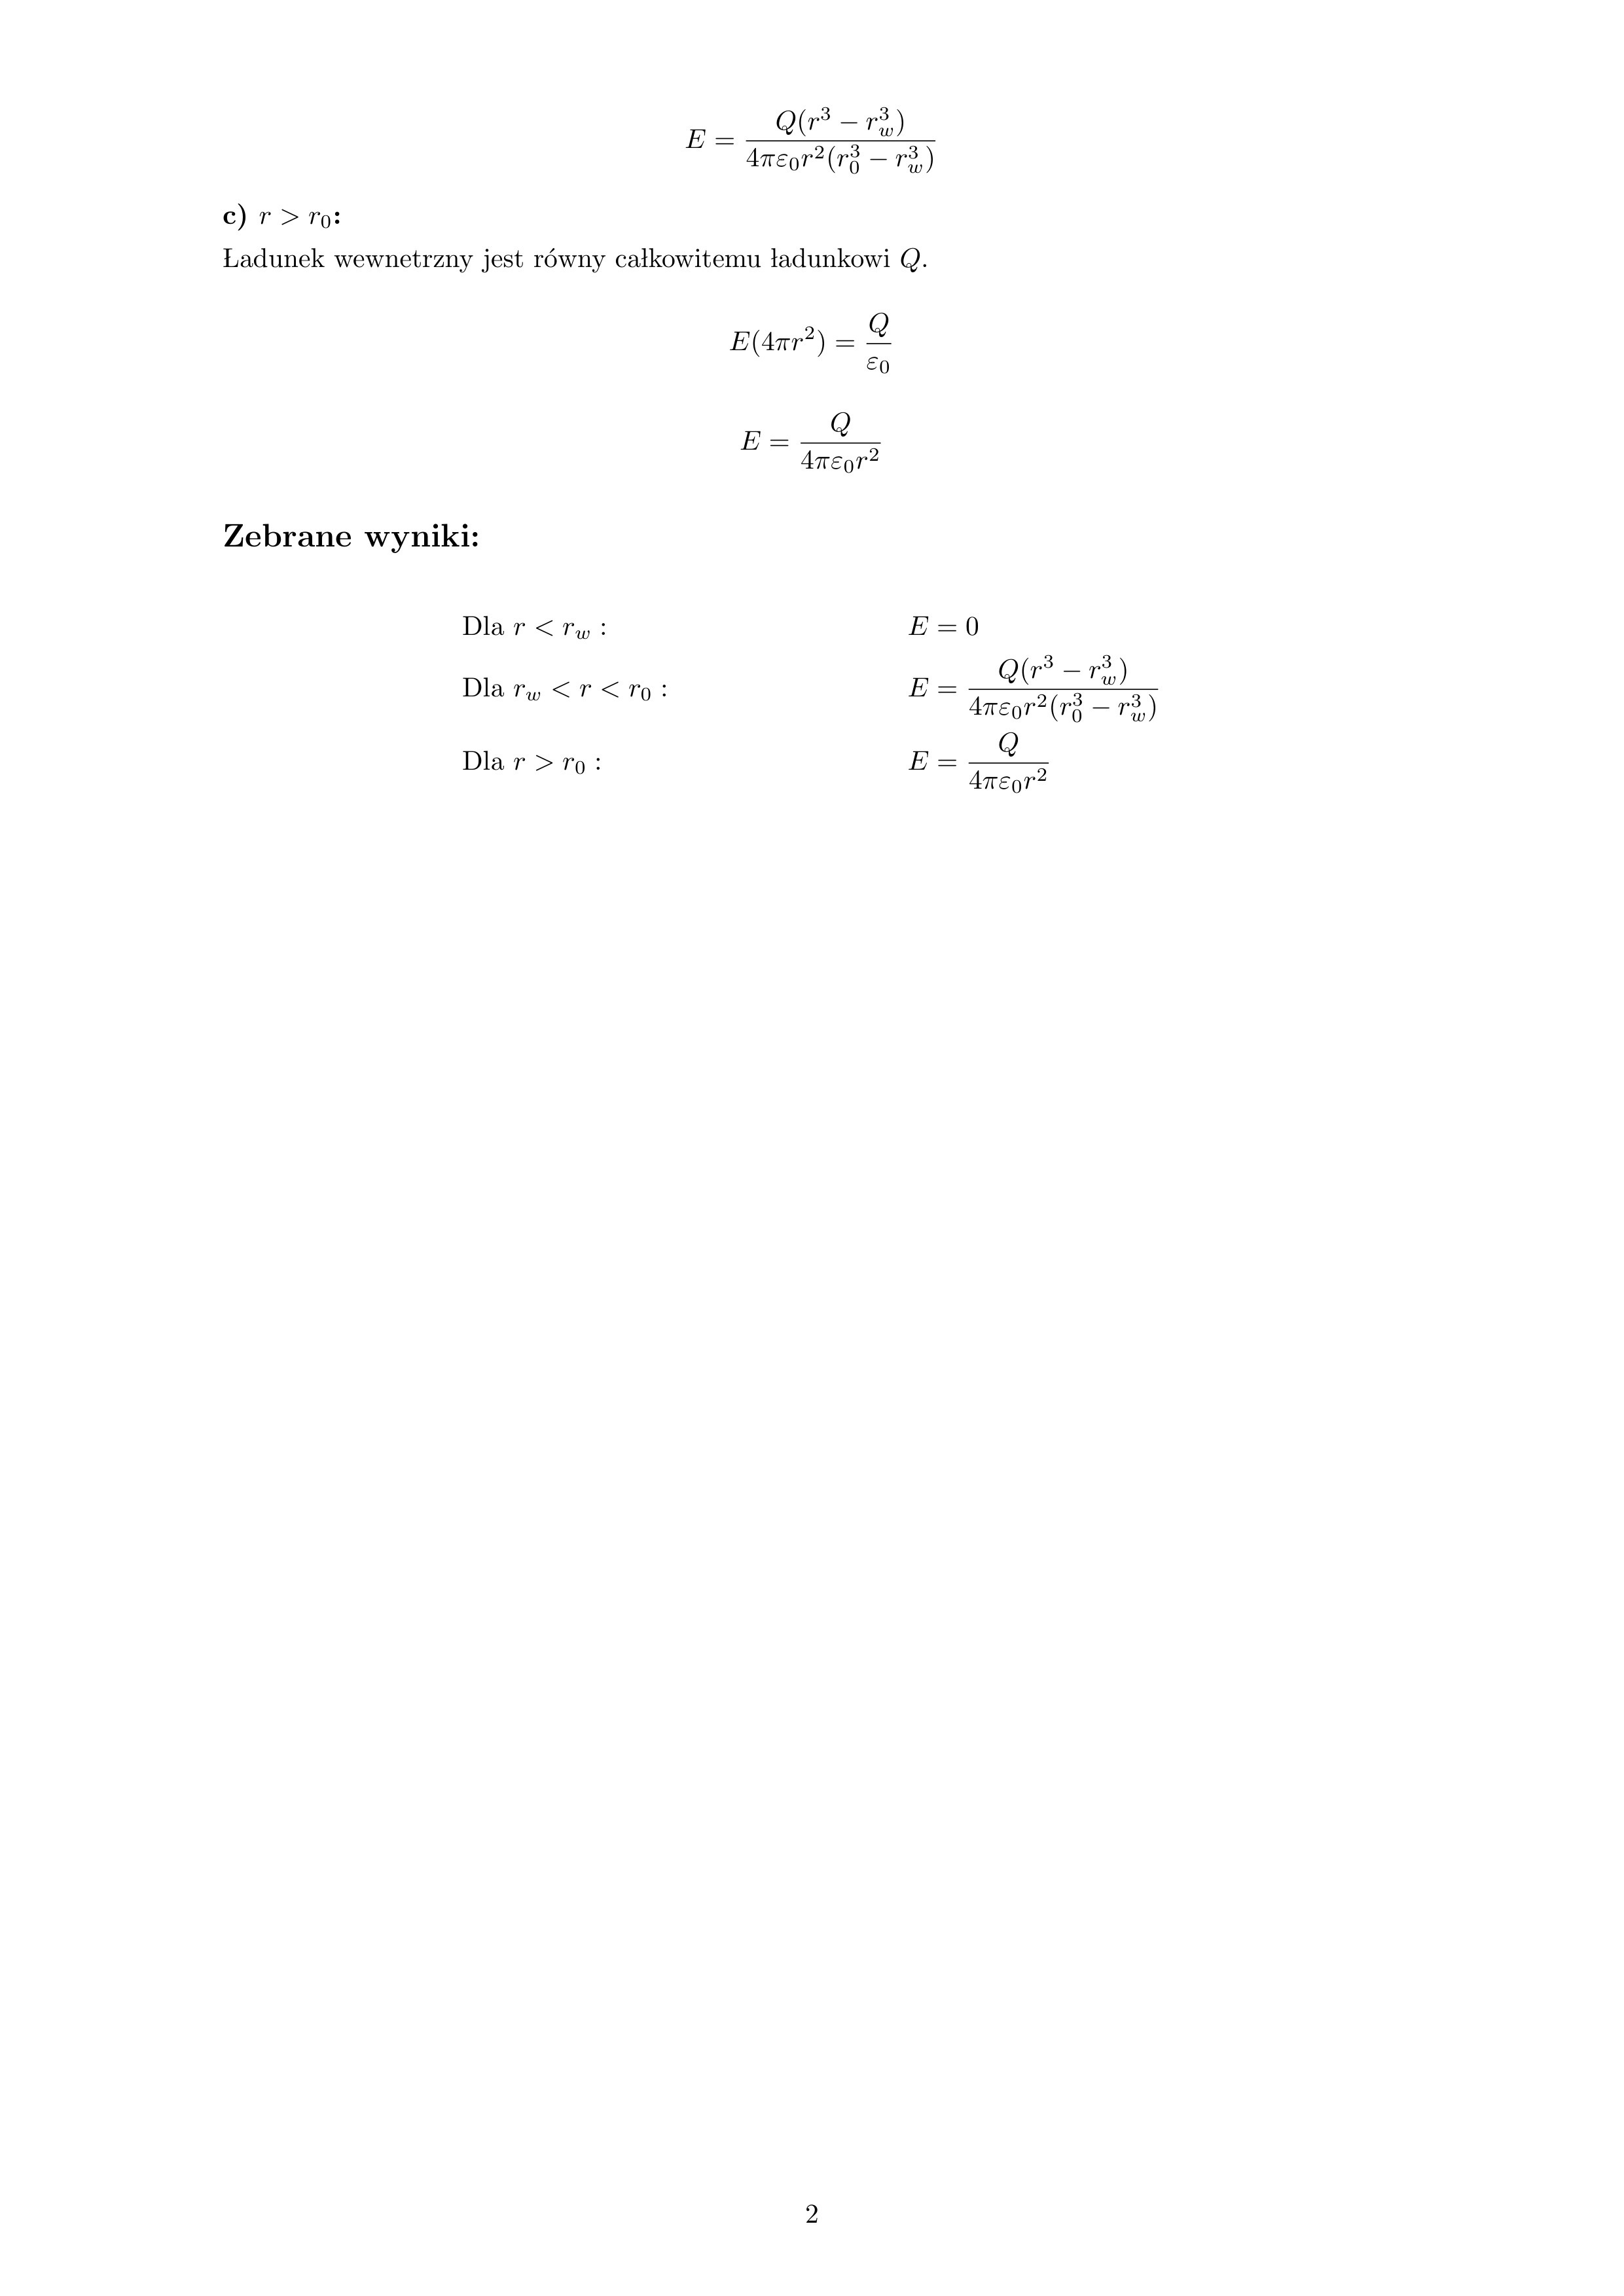 $$E = \frac{Q(r^3 - r_w^3)}{4\pi\varepsilon_0 r^2(r_0^3 - r_w^3)}$$
**c)** $r > r_0$**:**
Ładunek wewnetrzny jest równy całkowitemu ładunkowi $Q$.
$$E(4\pi r^2) = \frac{Q}{\varepsilon_0}$$
$$E = \frac{Q}{4\pi\varepsilon_0 r^2}$$
**Zebrane wyniki:**
Dla $r < r_w :$ $E = 0$
Dla $r_w < r < r_0 :$ $E = \frac{Q(r^3 - r_w^3)}{4\pi\varepsilon_0 r^2(r_0^3 - r_w^3)}$
Dla $r > r_0 :$ $E = \frac{Q}{4\pi\varepsilon_0 r^2}$
2